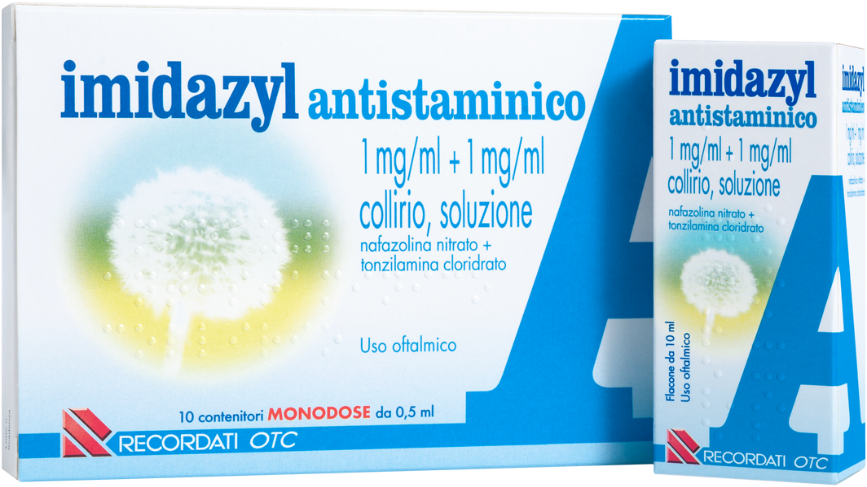 imidazyl antistaminico
1 mg/ml + 1 mg/ml
collirio, soluzione
nafazolina nitrato +
tonzilamina cloridrato
Uso oftalmico
10 contenitori MONODOSE da 0,5 ml
RECORDATI OTC
A
imidazyl
antistaminico
1 mg/ml + 1 mg/ml
collirio, soluzione
nafazolina nitrato +
tonzilamina cloridrato
Flacone da 10 ml
Uso oftalmico
A
RECORDATI OTC
imidazyl
antistaminico